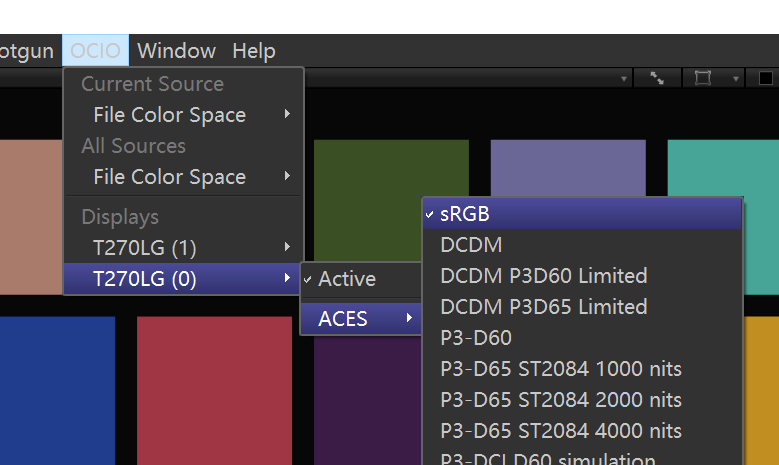 otgun OCIO Window Help
Current Source
File Color Space
All Sources
File Color Space
Displays
T270LG (1)
T270LG (0)
Active
ACES
sRGB
DCDM
DCDM P3D60 Limited
DCDM P3D65 Limited
P3-D60
P3-D65 ST2084 1000 nits
P3-D65 ST2084 2000 nits
P3-D65 ST2084 4000 nits
P3-DCI D60 simulation